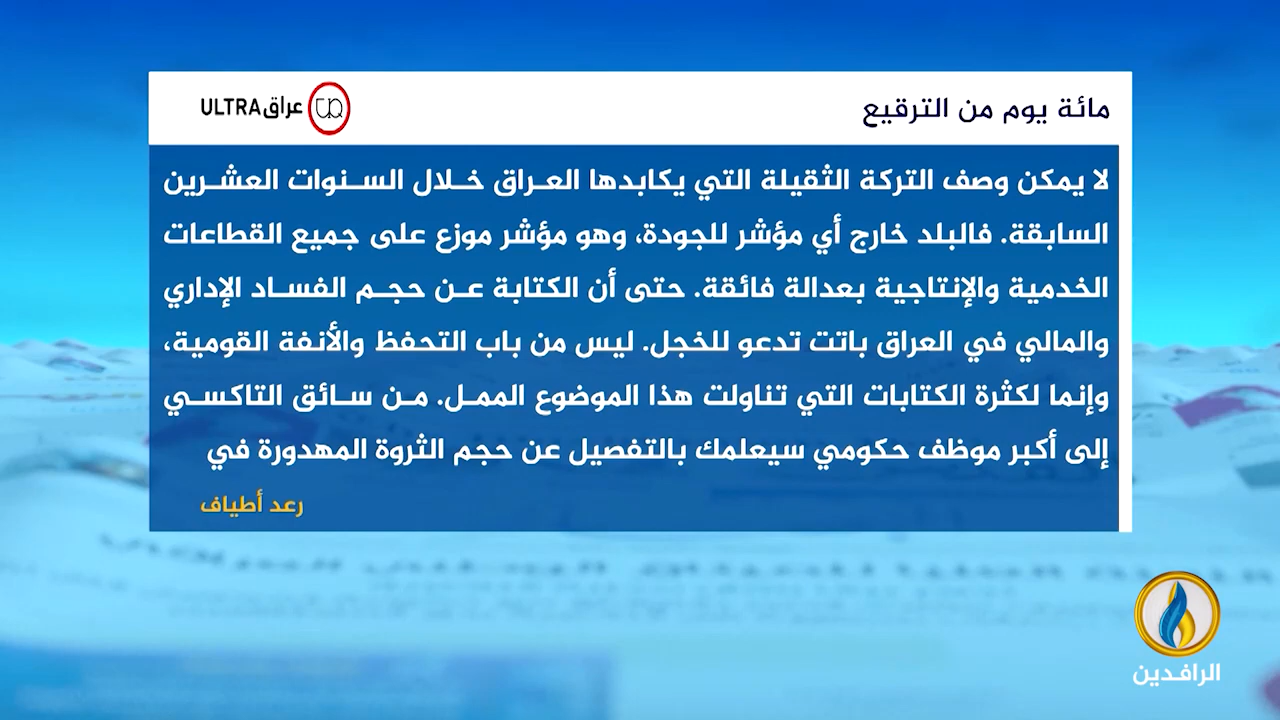 مائة يوم من الترقيع
عراق ULTRA
لا يمكن وصف التركة الثقيلة التي يكابدها العراق خلال السنوات العشرين
السابقة. فالبلد خارج أي مؤشر للجودة، وهو مؤشر موزع على جميع القطاعات
الخدمية والإنتاجية بعدالة فائقة. حتى أن الكتابة عن حجم الفساد الإداري
والمالي في العراق باتت تدعو للخجل. ليس من باب التحفظ والأنفة القومية،
وإنما لكثرة الكتابات التي تناولت هذا الموضوع الممل. من سائق التاكسي
إلى أكبر موظف حكومي سيعلمك بالتفصيل عن حجم الثروة المهدورة في
رعد أطياف
الرافدين